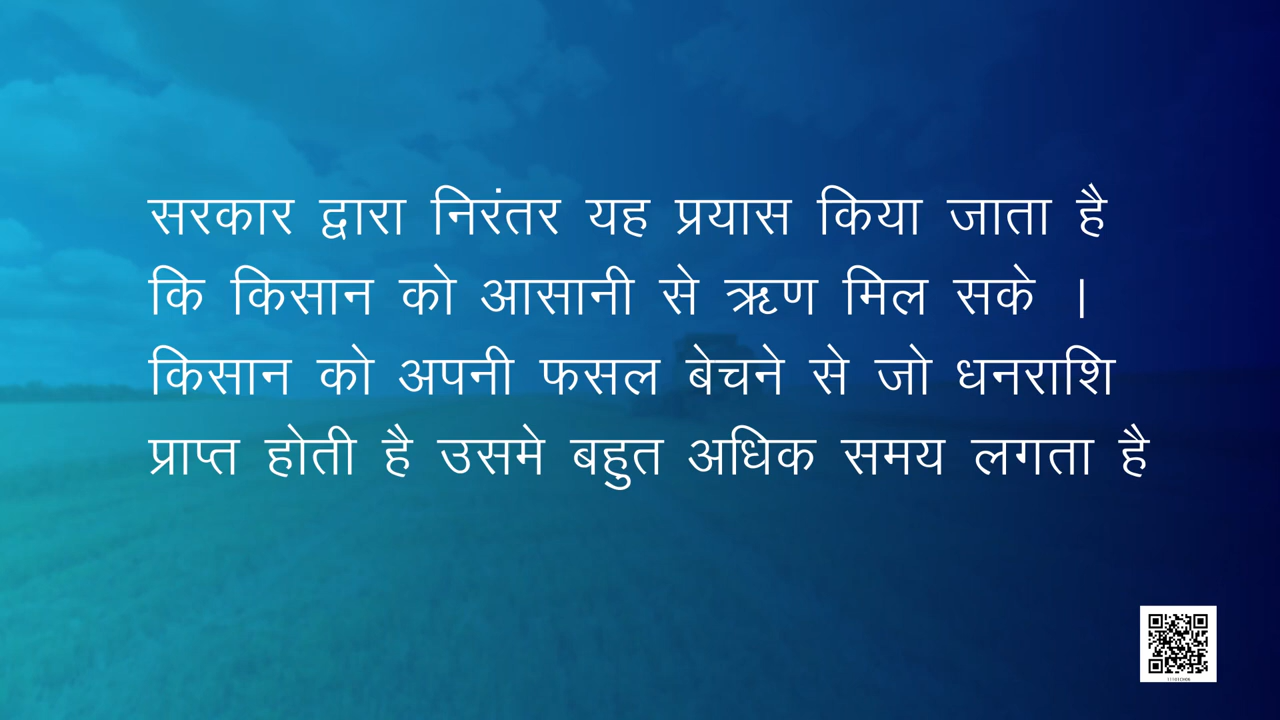 सरकार द्वारा निरंतर यह प्रयास किया जाता है
कि किसान को आसानी से ऋण मिल सके ।
किसान को अपनी फसल बेचने से जो धनराशि
प्राप्त होती है उसमे बहुत अधिक समय लगता है